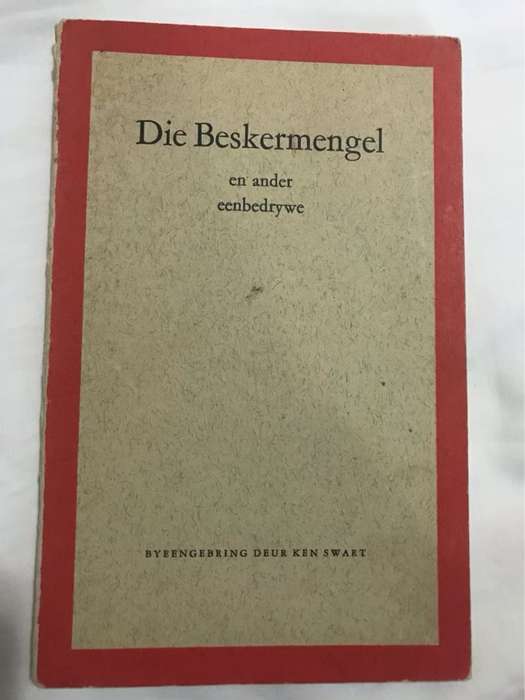 Die Beskermengel
en ander
eenbedrywe
BYEENGEBRING DEUR KEN SWART